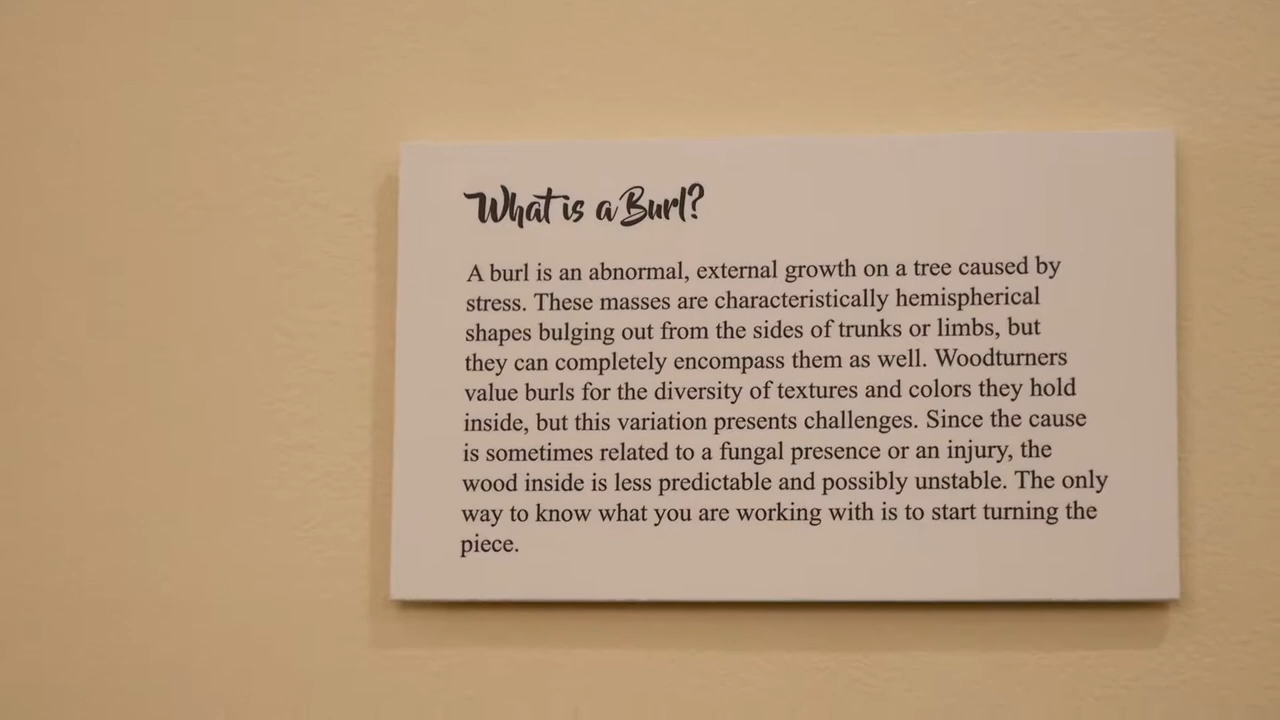 What is a Burl?
A burl is an abnormal, external growth on a tree caused by
stress. These masses are characteristically hemispherical
shapes bulging out from the sides of trunks or limbs, but
they can completely encompass them as well. Woodturners
value burls for the diversity of textures and colors they hold
inside, but this variation presents challenges. Since the cause
is sometimes related to a fungal presence or an injury, the
wood inside is less predictable and possibly unstable. The only
way to know what you are working with is to start turning the
piece.